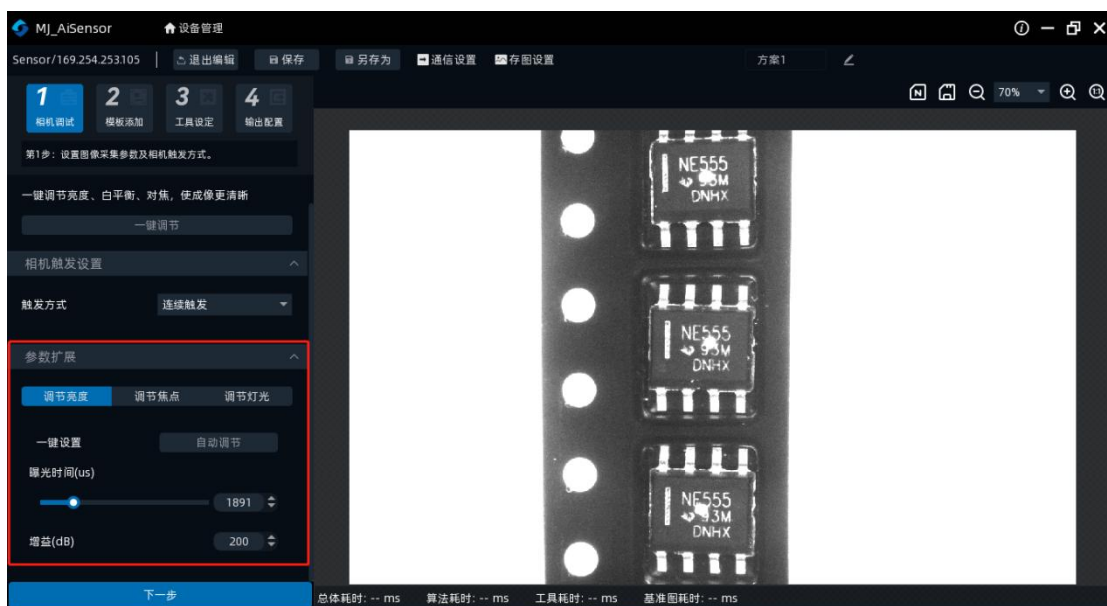 MJ_AiSensor 设备管理
Sensor/169.254.253.105 退出编辑 保存 另存为 通信设置 存图设置 方案1
1 2 3 4
相机调试 模板添加 工具设定 输出配置
70%
第1步：设置图像采集参数及相机触发方式。
一键调节亮度、白平衡、对焦，使成像更清晰
一键调节
相机触发设置
触发方式 连续触发
参数扩展
调节亮度 调节焦点 调节灯光
一键设置 自动调节
曝光时间(us)
1891
增益(dB) 200
下一步
NE555
93M
DNHX
NE555
93M
DNHX
NE555
93M
DNHX
总体耗时: -- ms 算法耗时: -- ms 工具耗时: -- ms 基准图耗时: -- ms